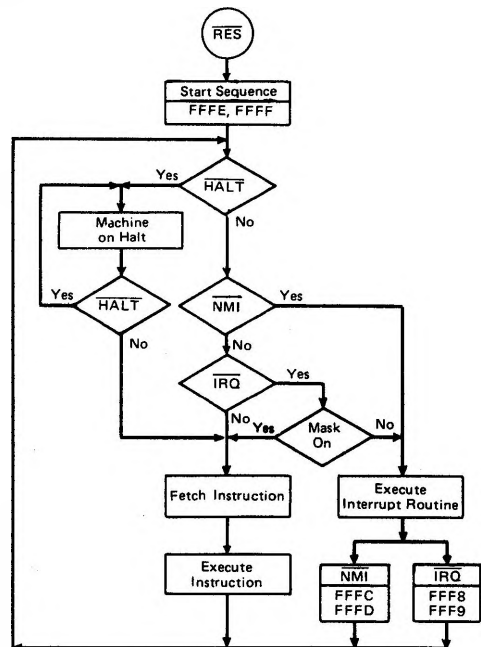 RES
Start Sequence
FFFE, FFFF
Yes
HALT
No
Machine
on Halt
Yes
HALT
No
NMI
Yes
No
IRQ
Yes
No
Yes
Mask
On
No
Fetch Instruction
Execute
Interrupt Routine
Execute
Instruction
NMI
FFFC
FFFD
IRQ
FFF8
FFF9